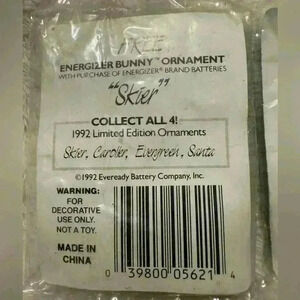 FREE
ENERGIZER BUNNY™ ORNAMENT
WITH PURCHASE OF ENERGIZER® BRAND BATTERIES
"Skier"
COLLECT ALL 4!
1992 Limited Edition Ornaments
Skier, Caroller, Evergreen, Santa
©1992 Eveready Battery Company, Inc.
WARNING:
FOR
DECORATIVE
USE ONLY.
NOT A TOY.
MADE IN
CHINA
0 39800 05621 4